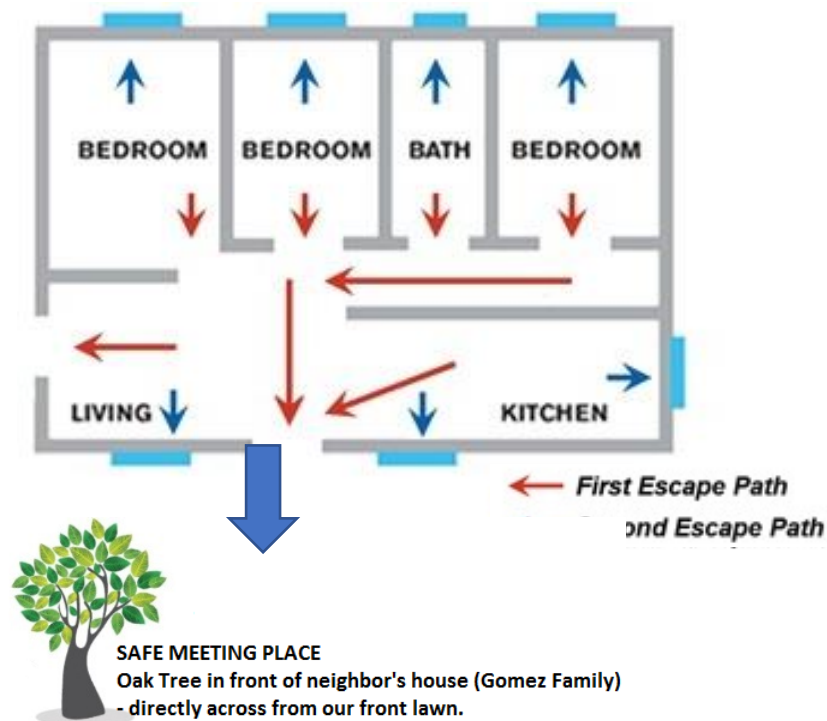 BEDROOM BEDROOM BATH BEDROOM
LIVING KITCHEN
First Escape Path
Escape Path
SAFE MEETING PLACE
Oak Tree in front of neighbor's house (Gomez Family)
- directly across from our front lawn.